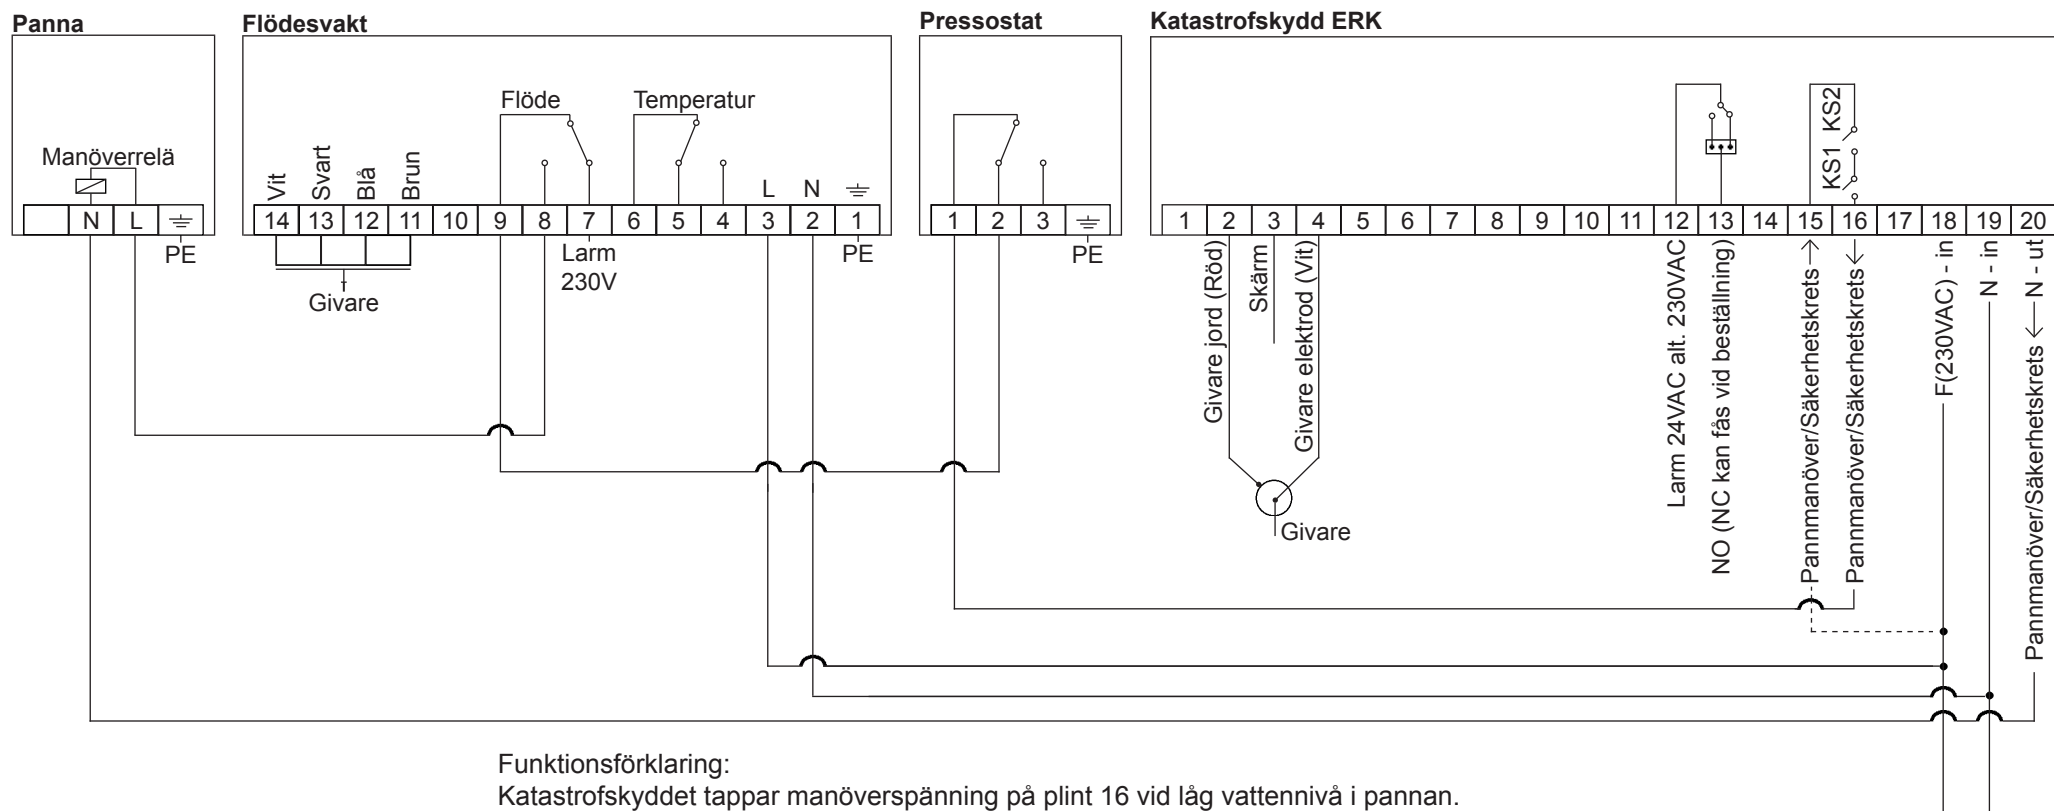 Panna
Flödesvakt
Pressostat
Katastrofskydd ERK
Manöverrelä
N L
PE
Flöde
Temperatur
Vit
Svart
Blå
Brun
L N
14 13 12 11 10 9 8 7 6 5 4 3 2 1
Givare
Larm
230V
PE
1 2 3
PE
KS1 KS2
1 2 3 4 5 6 7 8 9 10 11 12 13 14 15 16 17 18 19 20
Givare jord (Röd)
Skärm
Givare elektrod (Vit)
Givare
Larm 24VAC alt. 230VAC
NO (NC kan fås vid beställning)
Pannmanöver/Säkerhetskrets
Pannmanöver/Säkerhetskrets
F(230VAC) - in
N - in
Pannmanöver/Säkerhetskrets N - ut
Funktionsförklaring:
Katastrofskyddet tappar manöverspänning på plint 16 vid låg vattennivå i pannan.